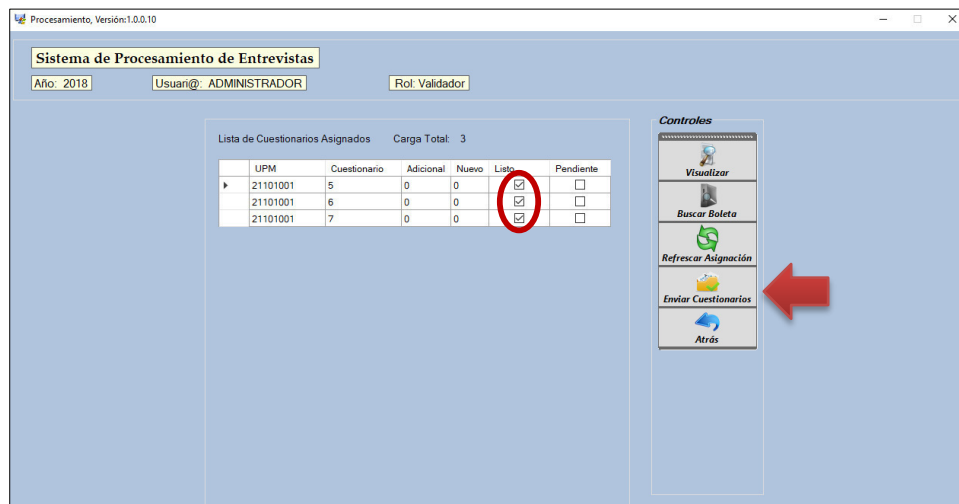 Procesamiento, Versión:1.0.0.10
Sistema de Procesamiento de Entrevistas
Año: 2018 Usuari@: ADMINISTRADOR Rol: Validador
Lista de Cuestionarios Asignados Carga Total: 3
UPM Cuestionario Adicional Nuevo Listo Pendiente
21101001 5 0 0
21101001 6 0 0
21101001 7 0 0
Controles
Visualizar
Buscar Boleta
Refrescar Asignación
Enviar Cuestionarios
Atrás